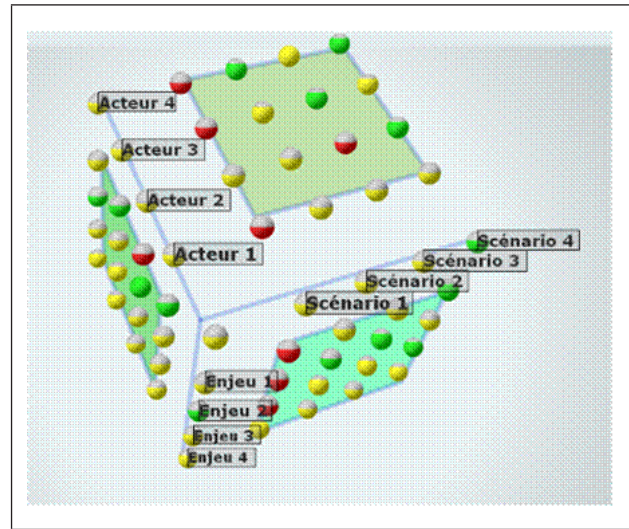 Acteur 4
Acteur 3
Acteur 2
Acteur 1
Scénario 4
Scénario 3
Scénario 2
Scénario 1
Enjeu 1
Enjeu 2
Enjeu 3
Enjeu 4